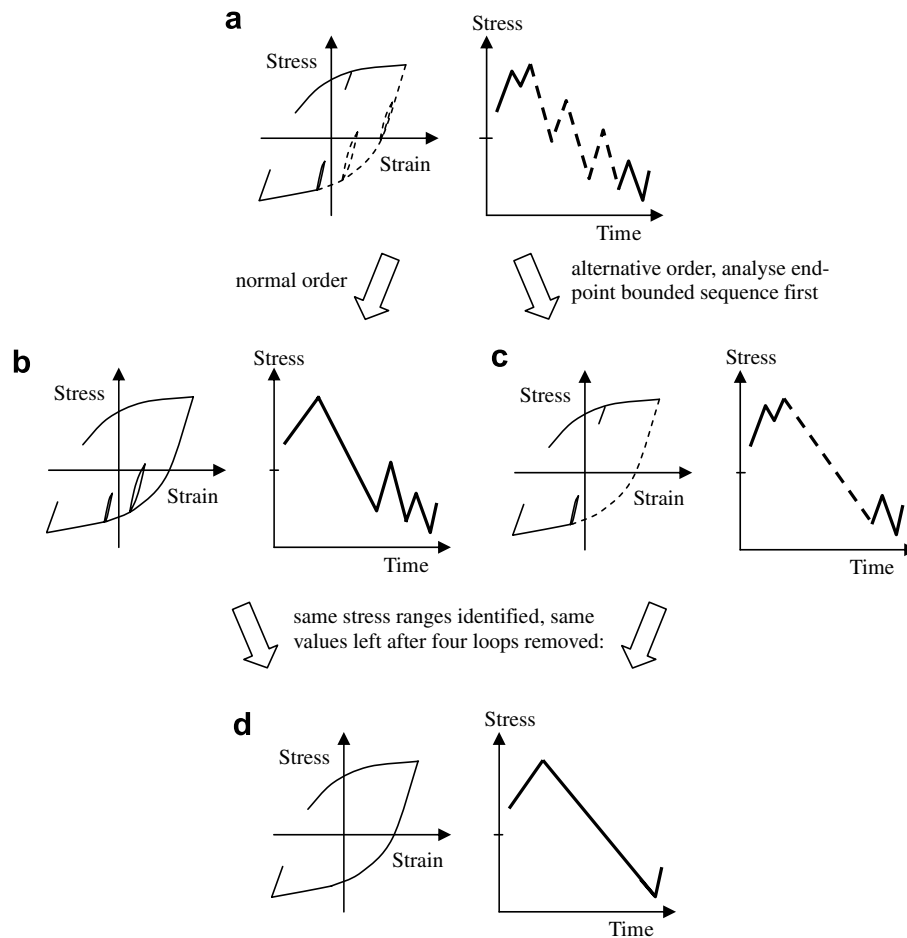 a
Stress
Strain
Stress
Time
normal order
alternative order, analyse end-
point bounded sequence first
b
Stress
Strain
Stress
Time
c
Stress
Strain
Stress
Time
same stress ranges identified, same
values left after four loops removed:
d
Stress
Strain
Stress
Time